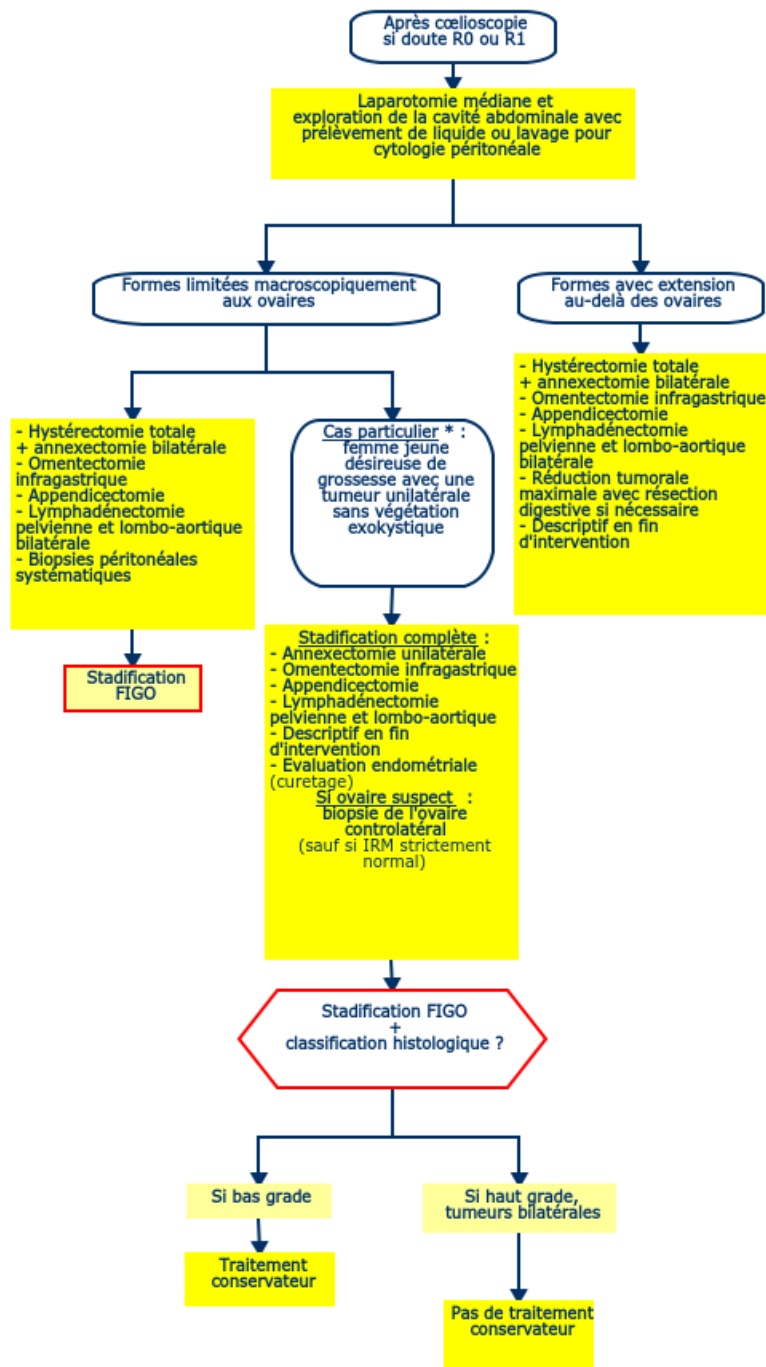 Après cœlioscopie
si doute R0 ou R1
Laparotomie médiane et
exploration de la cavité abdominale avec
prélèvement de liquide ou lavage pour
cytologie péritonéale
Formes limitées macroscopiquement
aux ovaires
Formes avec extension
au-delà des ovaires
- Hystérectomie totale
+ annexectomie bilatérale
- Omentectomie
infragastrique
- Appendicectomie
- Lymphadénectomie
pelvienne et lombo-aortique
bilatérale
- Biopsies péritonéales
systématiques
Cas particulier * :
femme jeune
désireuse de
grossesse avec une
tumeur unilatérale
sans végétation
exokystique
- Hystérectomie totale
+ annexectomie bilatérale
- Omentectomie infragastrique
- Appendicectomie
- Lymphadénectomie
pelvienne et lombo-aortique
bilatérale
- Réduction tumorale
maximale avec résection
digestive si nécessaire
- Descriptif en fin
d'intervention
Stadification
FIGO
Stadification complète :
- Annexectomie unilatérale
- Omentectomie infragastrique
- Appendicectomie
- Lymphadénectomie
pelvienne et lombo-aortique
- Descriptif en fin
d'intervention
- Evaluation endométriale
(curetage)
Si ovaire suspect :
biopsie de l'ovaire
controlatéral
(sauf si IRM strictement
normal)
Stadification FIGO
+
classification histologique ?
Si bas grade
Si haut grade,
tumeurs bilatérales
Traitement
conservateur
Pas de traitement
conservateur